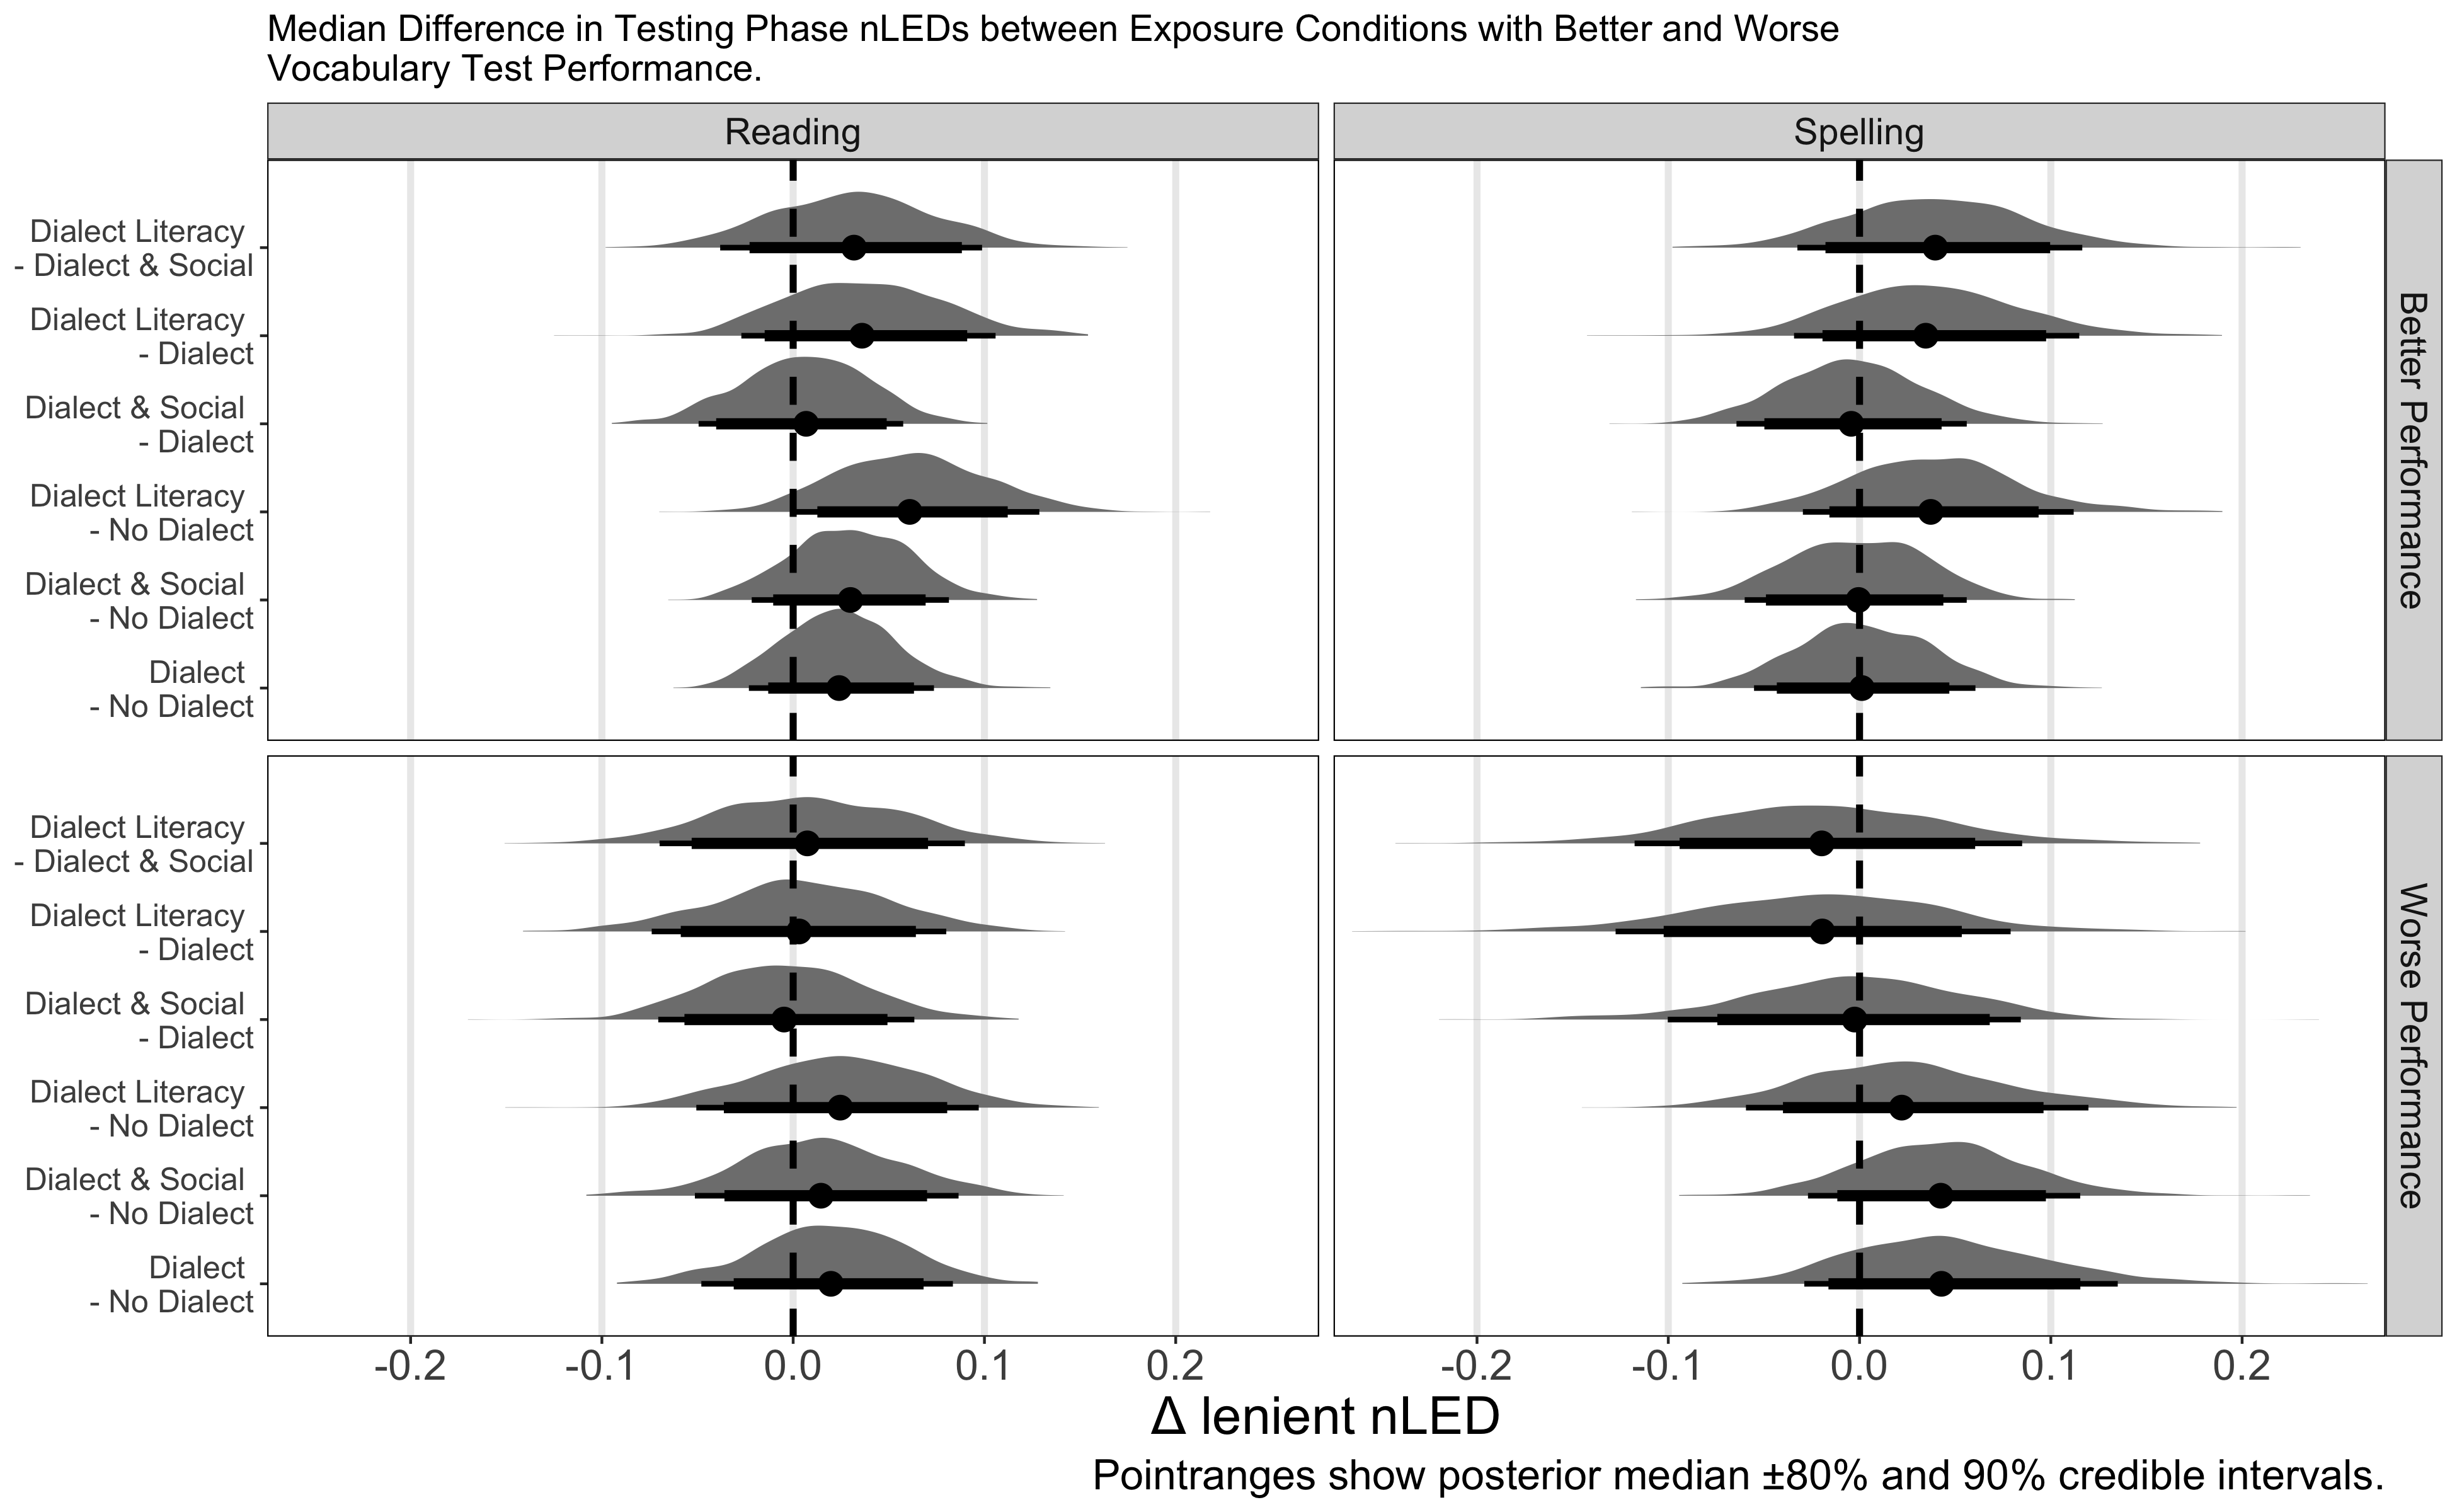 Median Difference in Testing Phase nLEDs between Exposure Conditions with Better and Worse
Vocabulary Test Performance.
Reading
Spelling
Dialect Literacy
- Dialect & Social
Dialect Literacy
- Dialect
Dialect & Social
- Dialect
Dialect Literacy
- No Dialect
Dialect & Social
- No Dialect
Dialect
- No Dialect
Better Performance
Dialect Literacy
- Dialect & Social
Dialect Literacy
- Dialect
Dialect & Social
- Dialect
Dialect Literacy
- No Dialect
Dialect & Social
- No Dialect
Dialect
- No Dialect
Worse Performance
-0.2 -0.1 0.0 0.1 0.2
-0.2 -0.1 0.0 0.1 0.2
Δ lenient nLED
Pointranges show posterior median ±80% and 90% credible intervals.